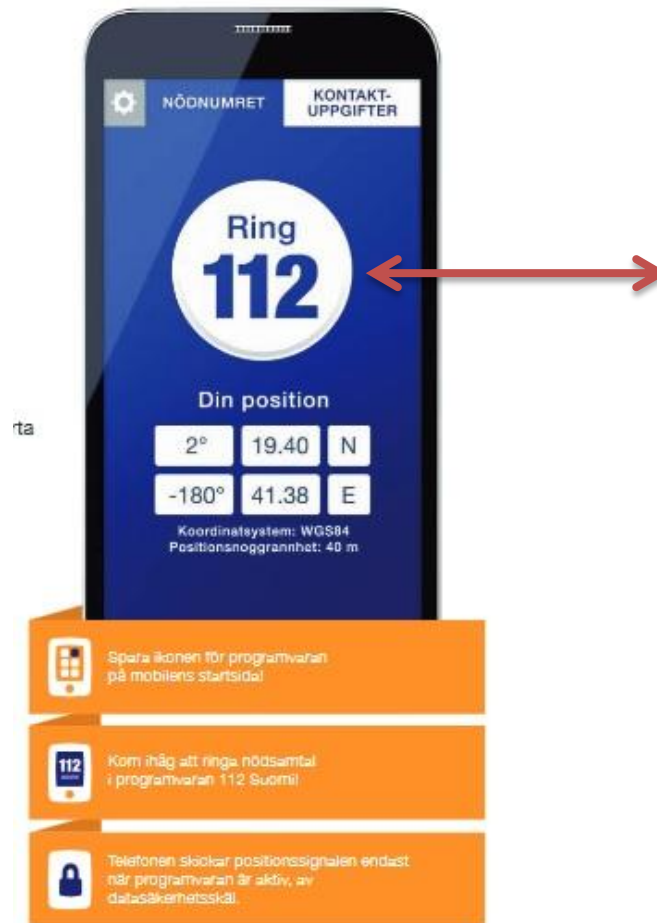 NÖDNUMRET
KONTAKT-
UPPGIFTER
Ring
112
Din position
2° 19.40 N
-180° 41.38 E
Koordinatsystem: WGS84
Positionsnoggrannhet: 40 m
rta
Spara ikonen för programvaran
på mobilens startsida!
112
Kom ihåg att ringa nödsamtal
i programvaran 112 Suomi!
Telefonen skickar positionssignalen endast
när programvaran är aktiv, av
datasäkerhetsskäl.